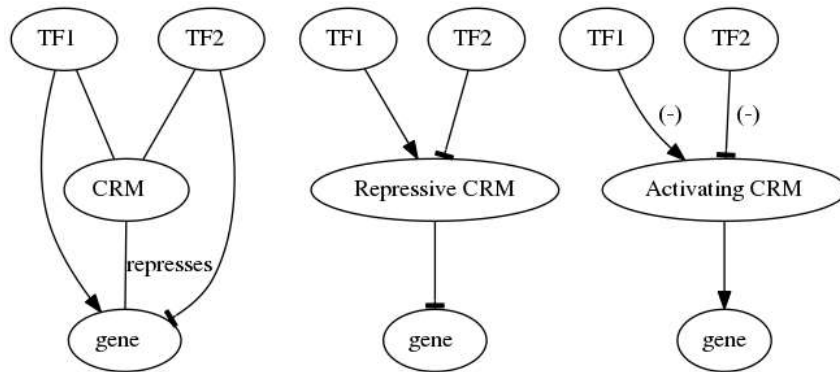 TF1
TF2
TF1
TF2
TF1
TF2
(-)
(-)
CRM
Repressive CRM
Activating CRM
represses
gene
gene
gene